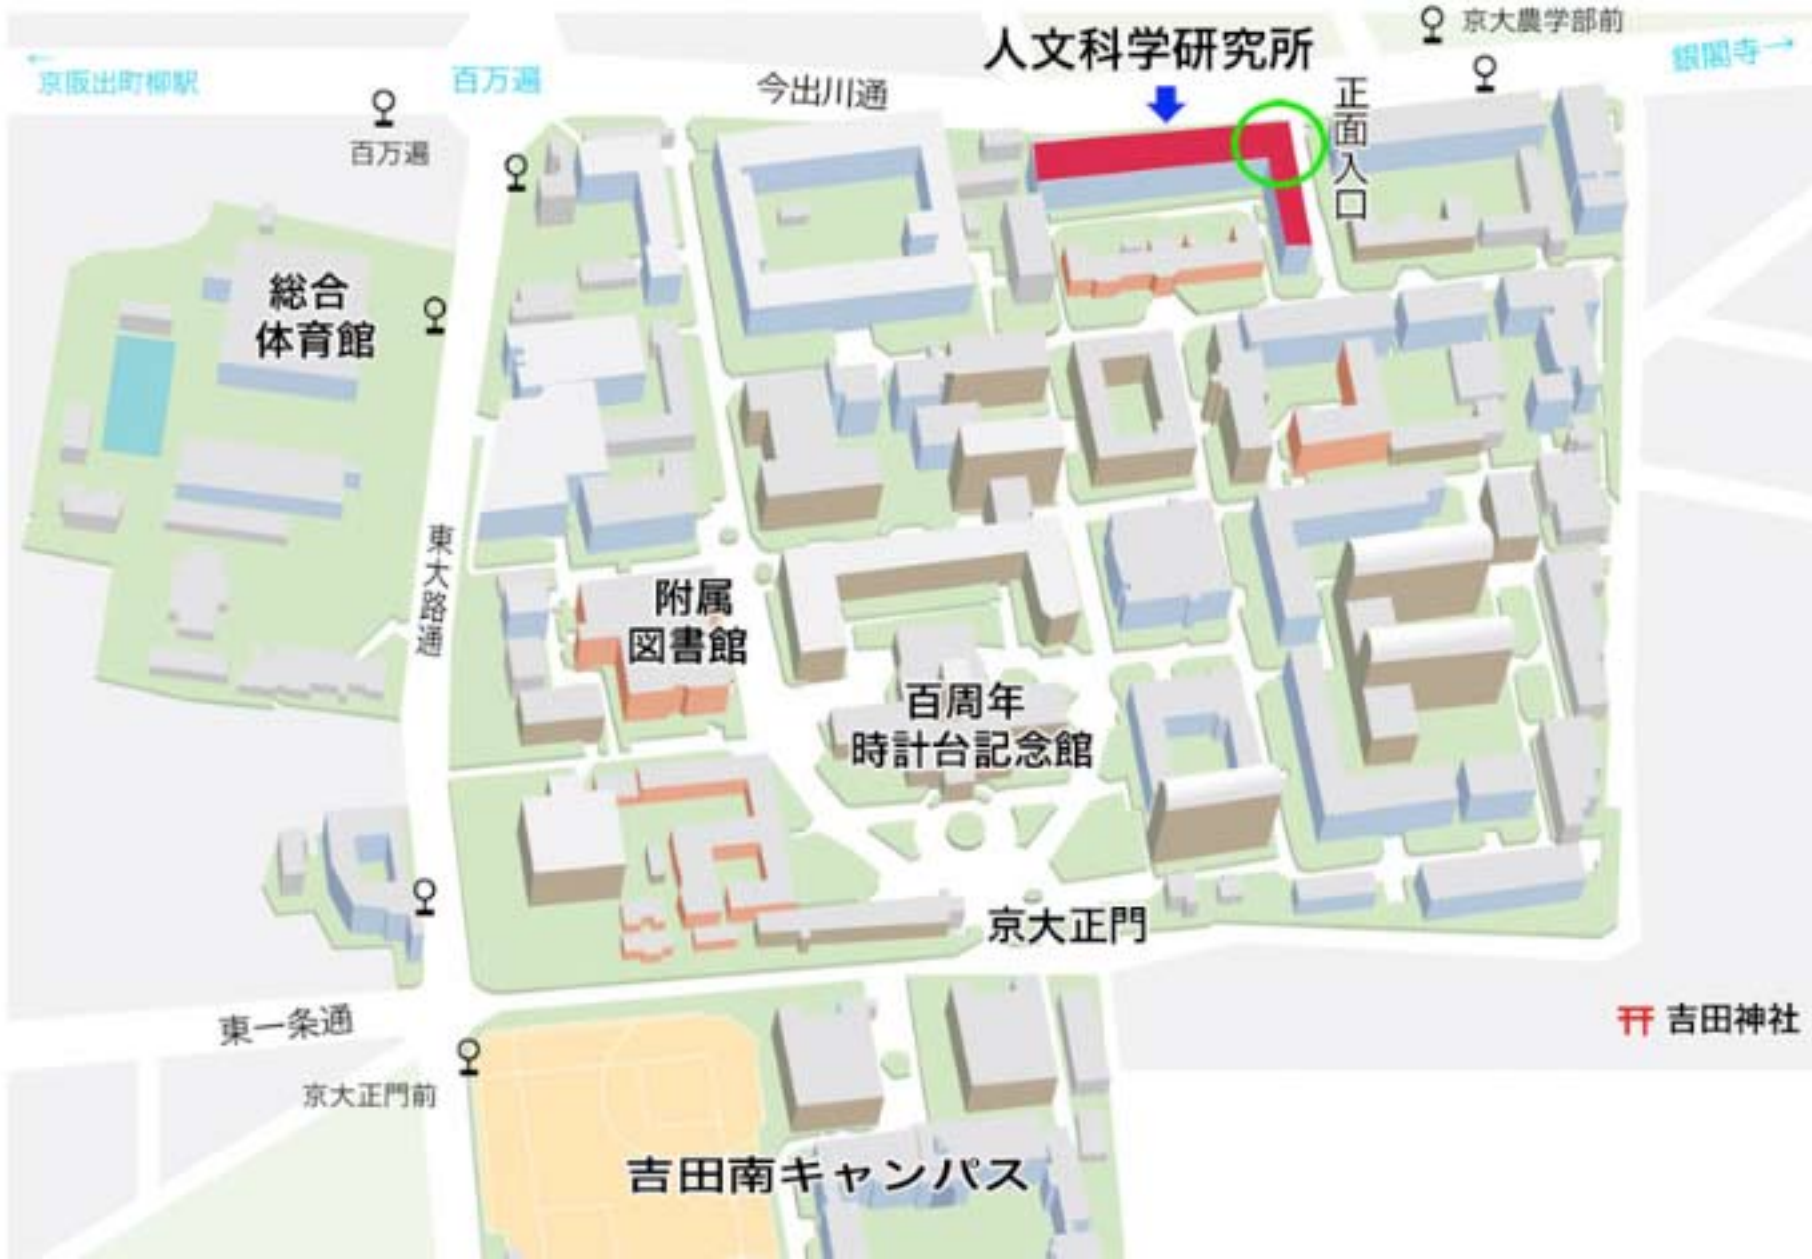 京大農学部前
人文科学研究所
銀閣寺→
←
京阪出町柳駅
百万遍
今出川通
正面入口
百万遍
総合
体育館
東大路通
附属
図書館
百周年
時計台記念館
京大正門
東一条通
吉田神社
京大正門前
吉田南キャンパス